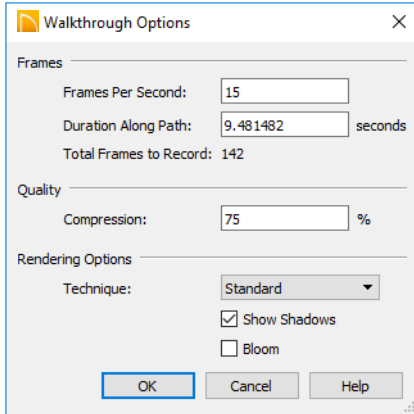 Walkthrough Options
Frames
Frames Per Second: 15
Duration Along Path: 9.481482 seconds
Total Frames to Record: 142
Quality
Compression: 75 %
Rendering Options
Technique: Standard
Show Shadows
Bloom
OK Cancel Help